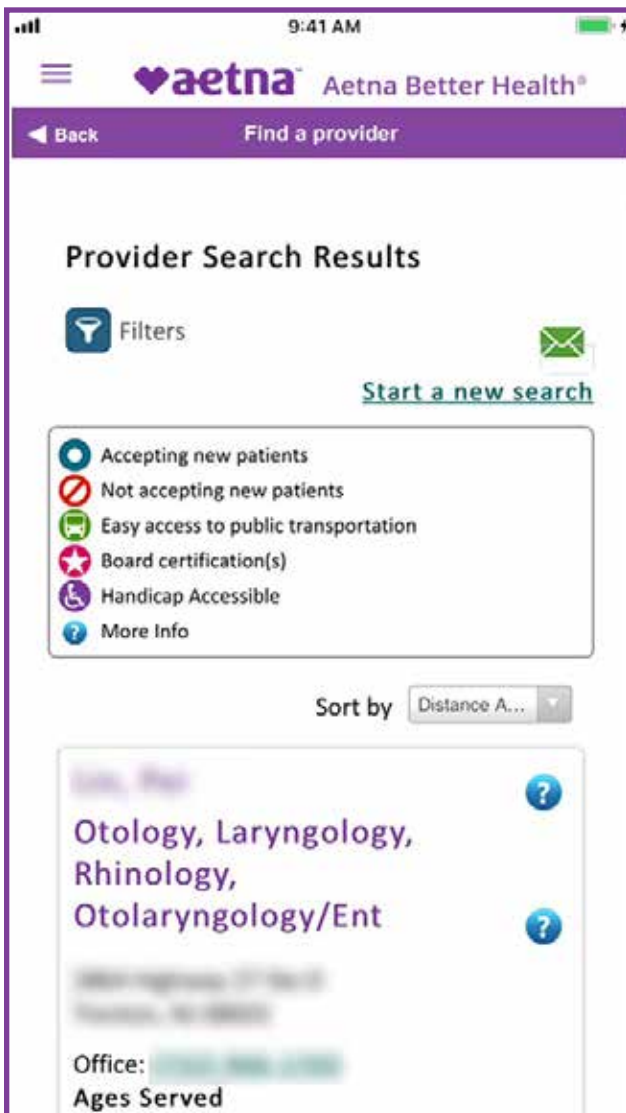 9:41 AM
aetna™ Aetna Better Health®
Back Find a provider
Provider Search Results
Filters
Start a new search
Accepting new patients
Not accepting new patients
Easy access to public transportation
Board certification(s)
Handicap Accessible
? More Info
Sort by Distance A...
?
Otology, Laryngology,
Rhinology,
Otolaryngology/Ent ?
Office:
Ages Served